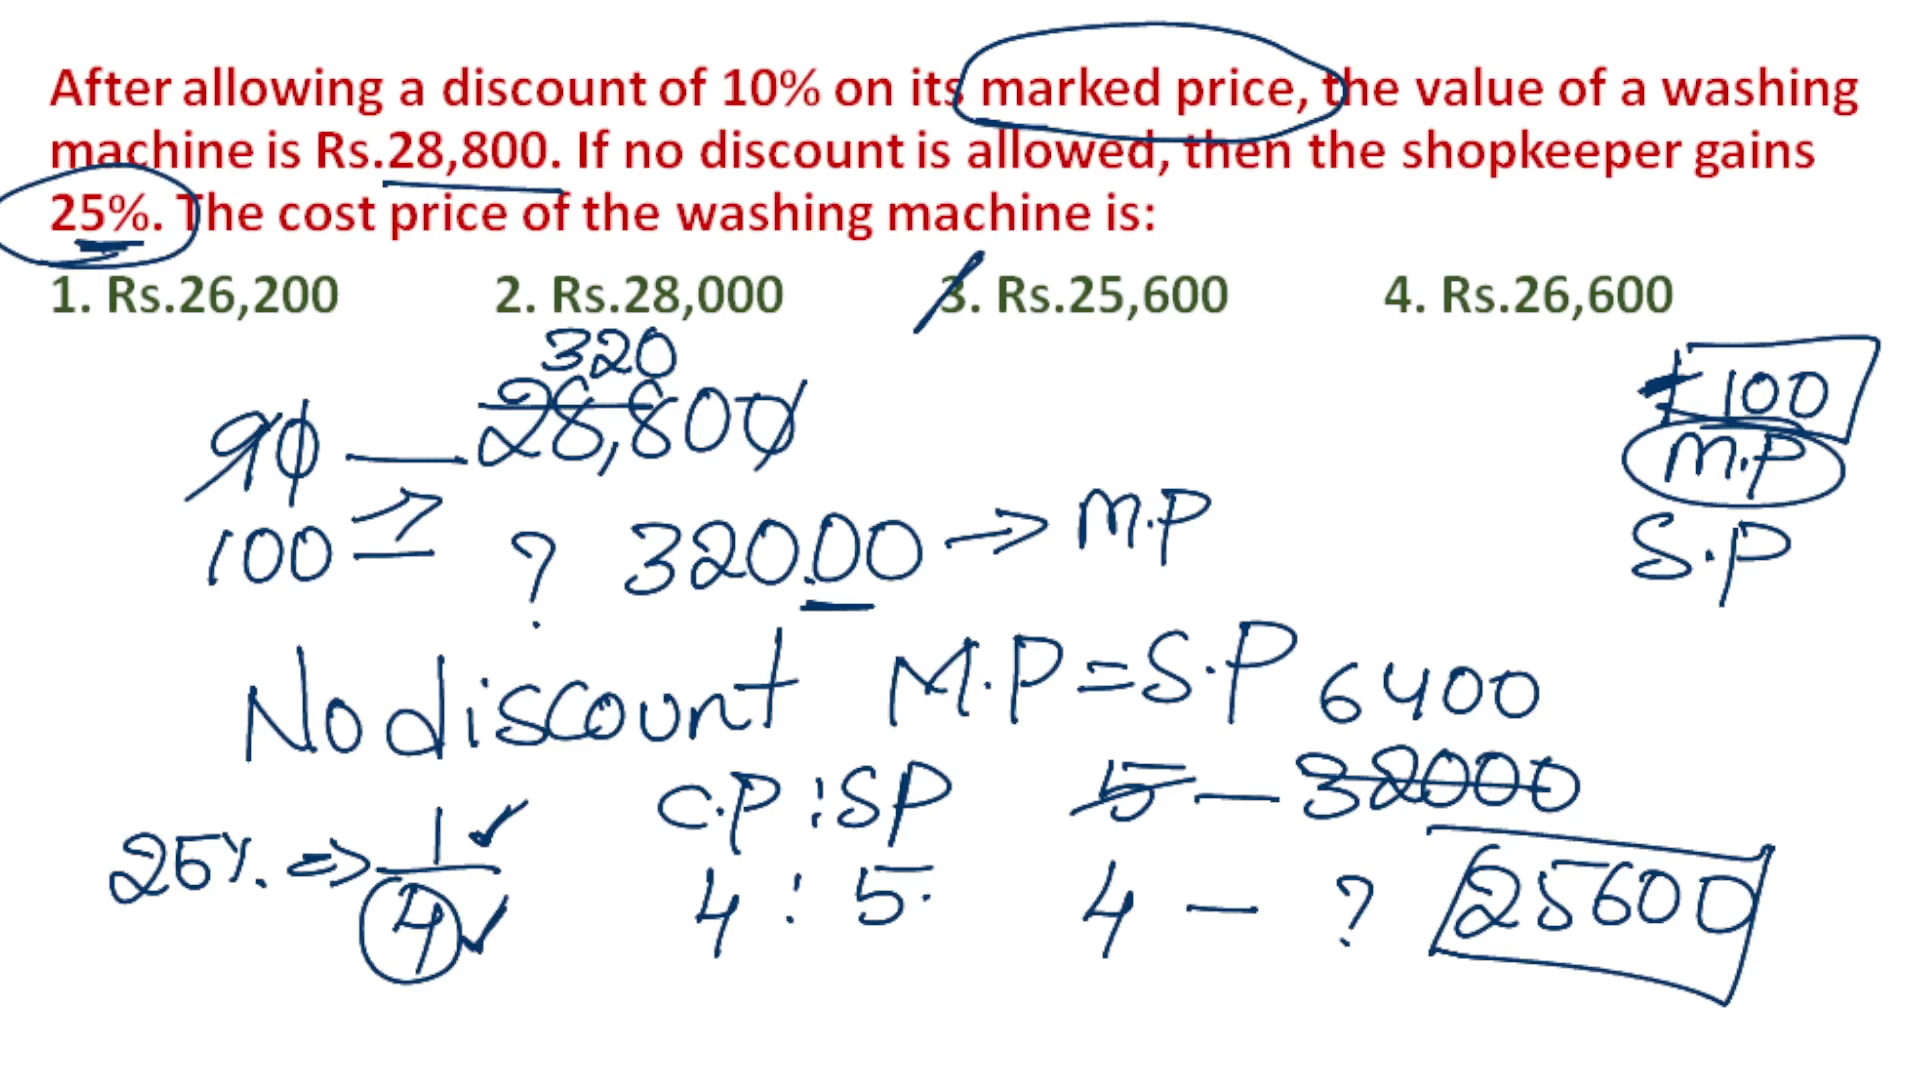 After allowing a discount of 10% on its marked price, the value of a washing
machine is Rs.28,800. If no discount is allowed, then the shopkeeper gains
25%. The cost price of the washing machine is:
1. Rs.26,200 2. Rs.28,000 3. Rs.25,600 4. Rs.26,600
320
90 — 28,800
100 ? 32000 → M.P
100
M.P
S.P
No discount M.P = S.P 6400
C.P : SP 5 — 32000
25% ⇒ 1/4 4 : 5 4 — ? 25600